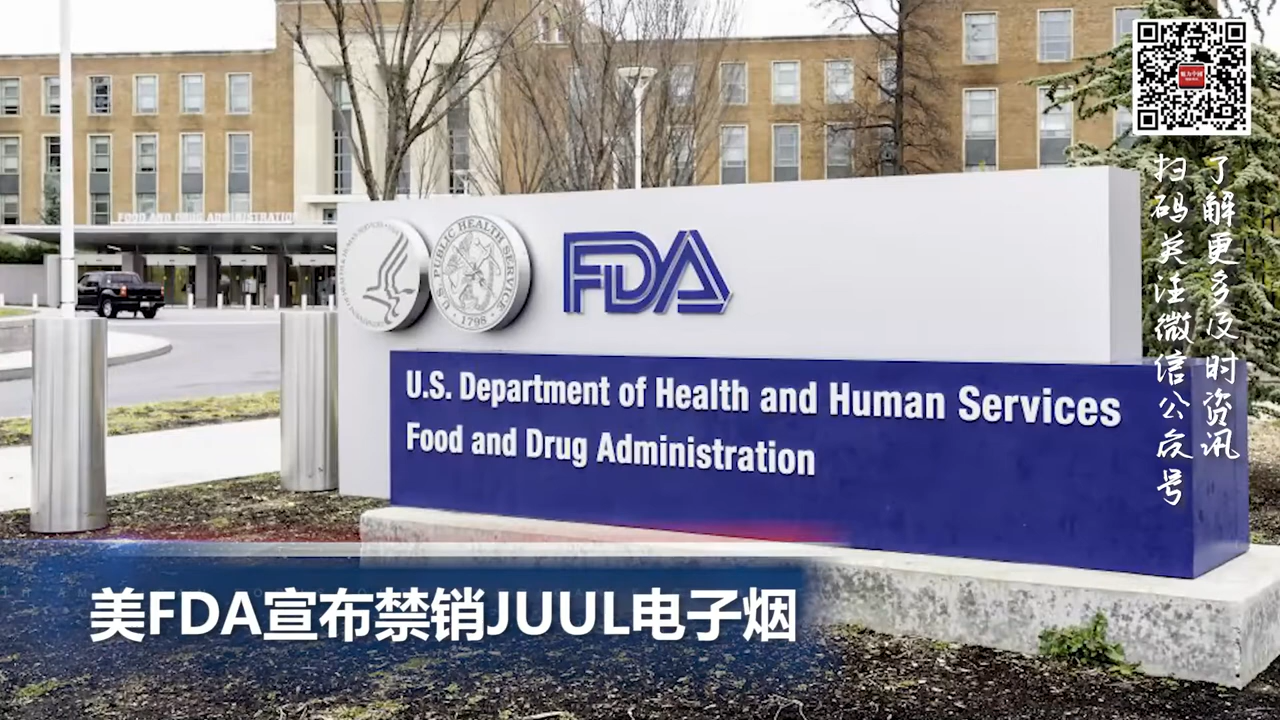 了解更多及时资讯
扫码关注微信公众号
FOOD AND DRUG ADMINISTRATION
PUBLIC HEALTH SERVICE
1798
FDA
U.S. Department of Health and Human Services
Food and Drug Administration
美FDA宣布禁销JUUL电子烟